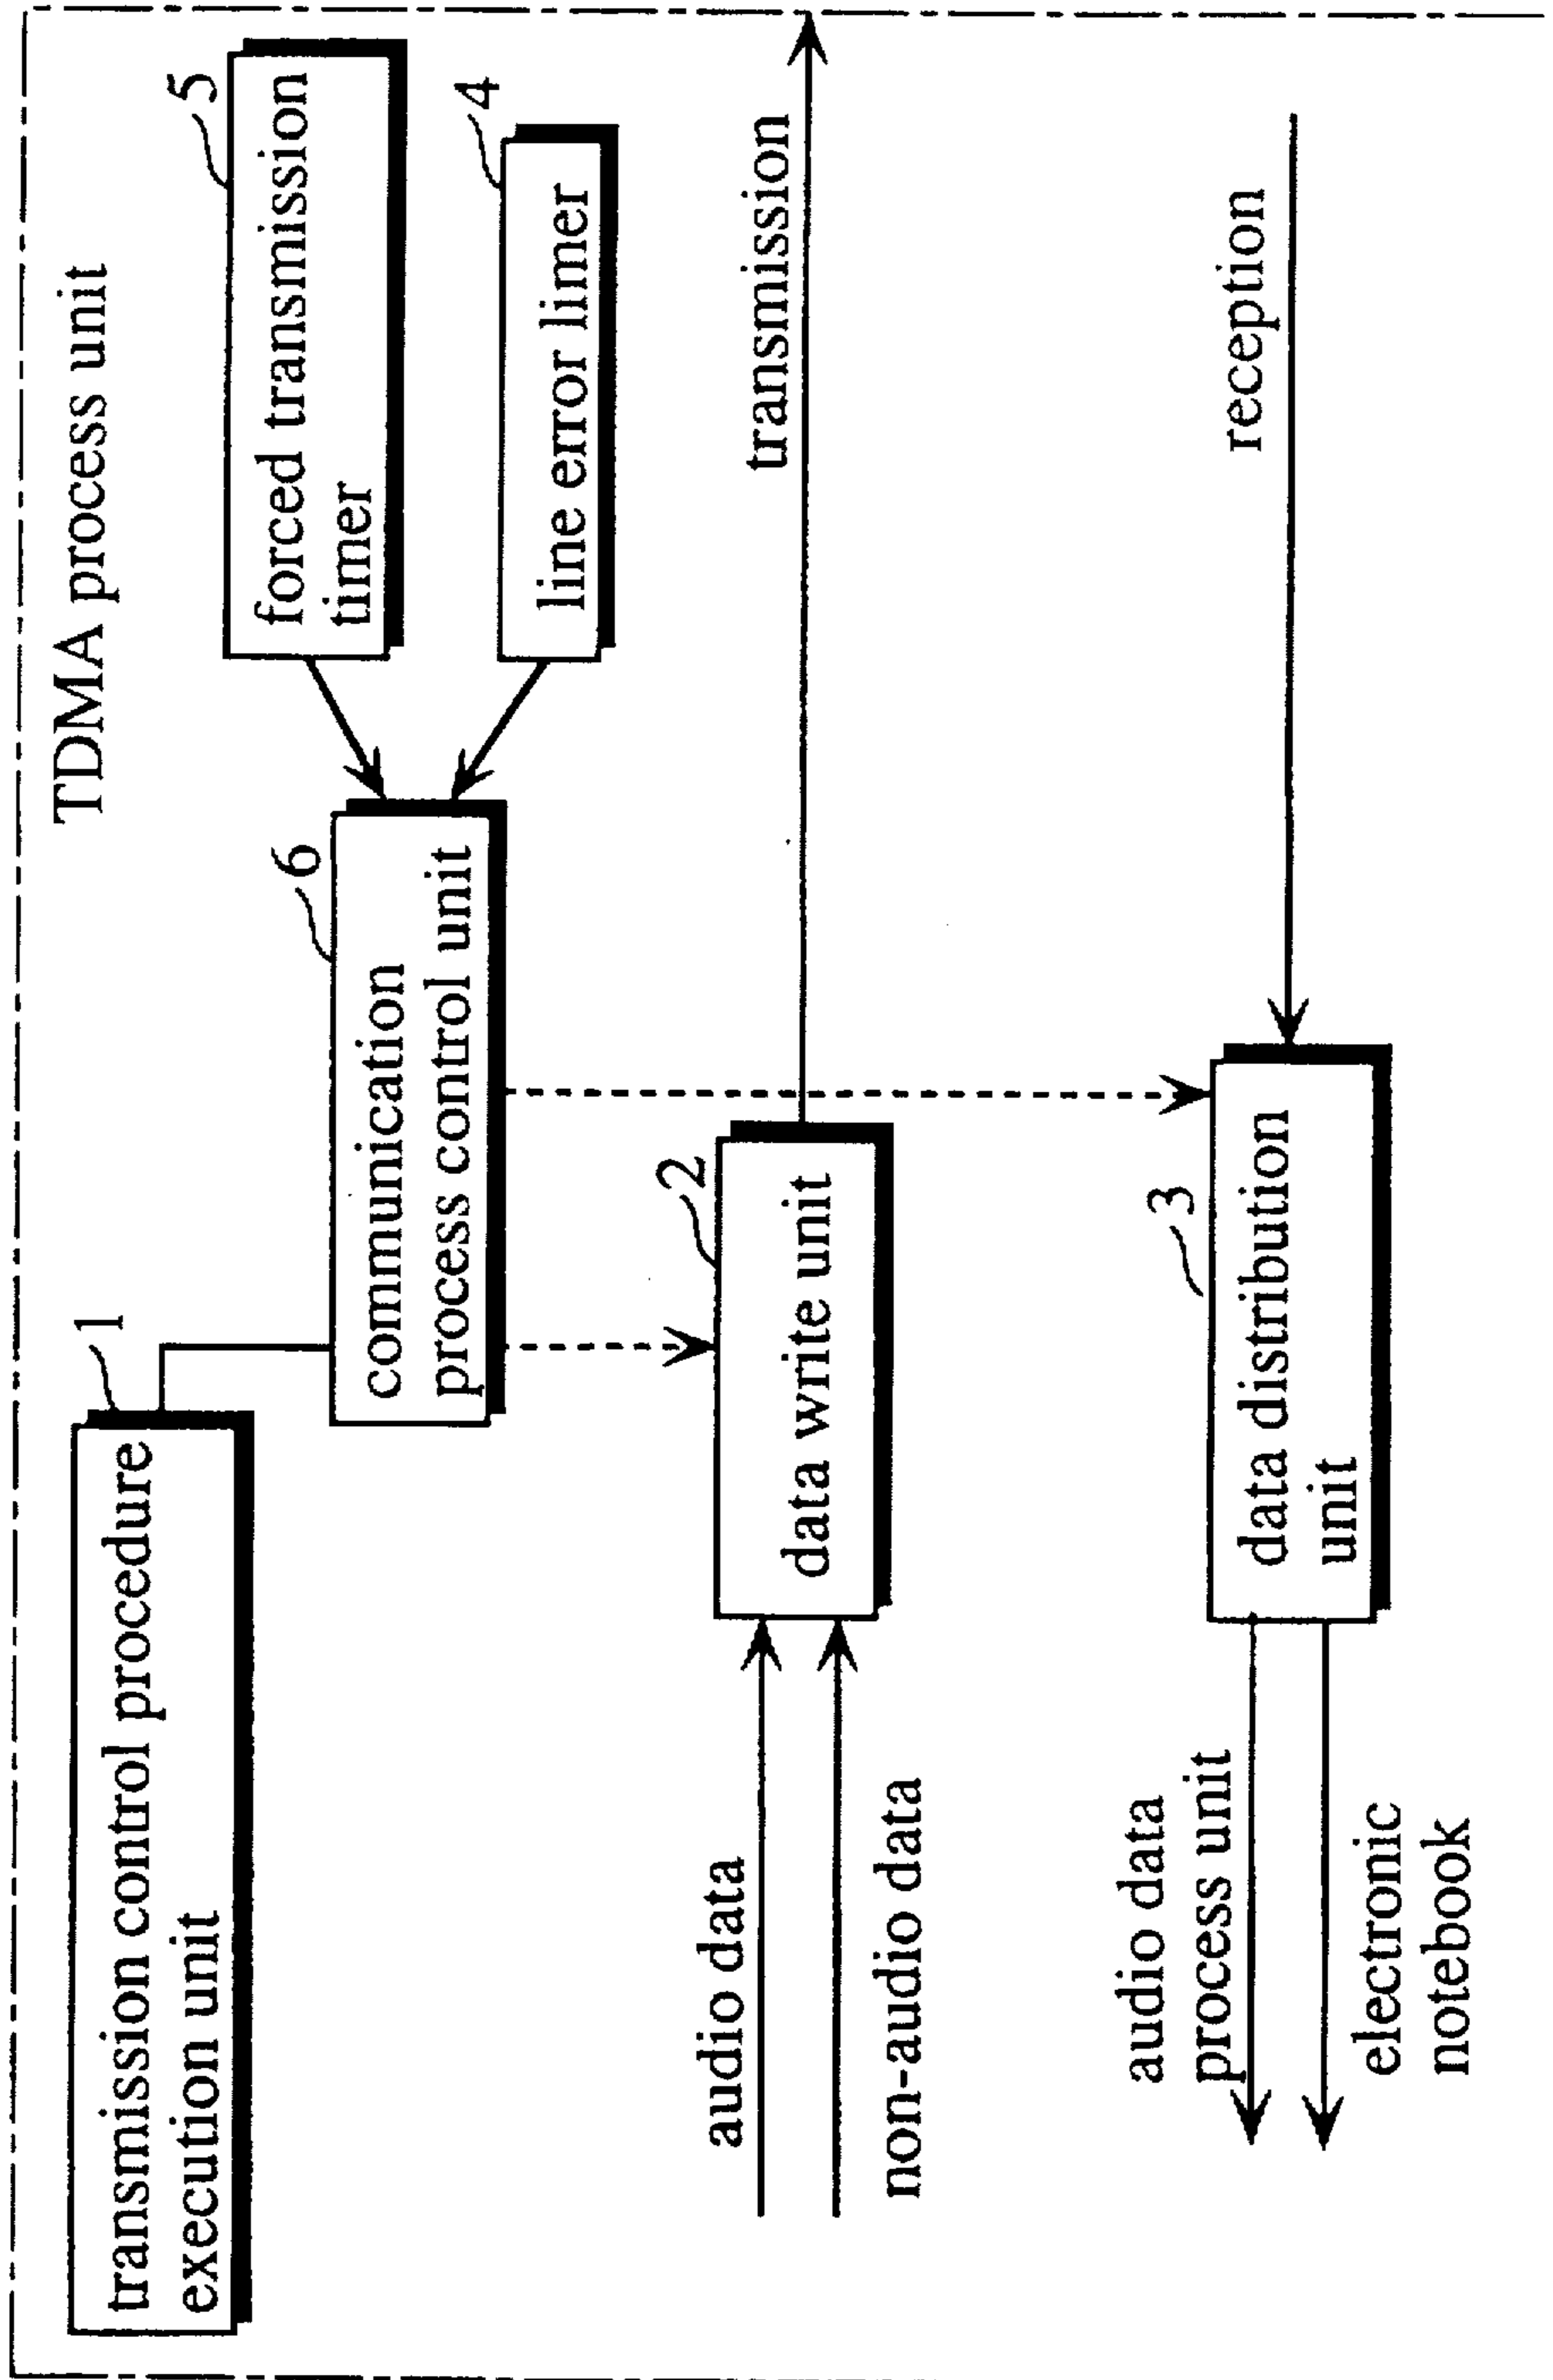 TDMA process unit
1
transmission control procedure
execution unit
5
forced transmission
timer
6
communication
process control unit
4
line error limer
audio data
2
data write unit
non-audio data
transmission
audio data
process unit
3
data distribution
unit
reception
electronic
notebook